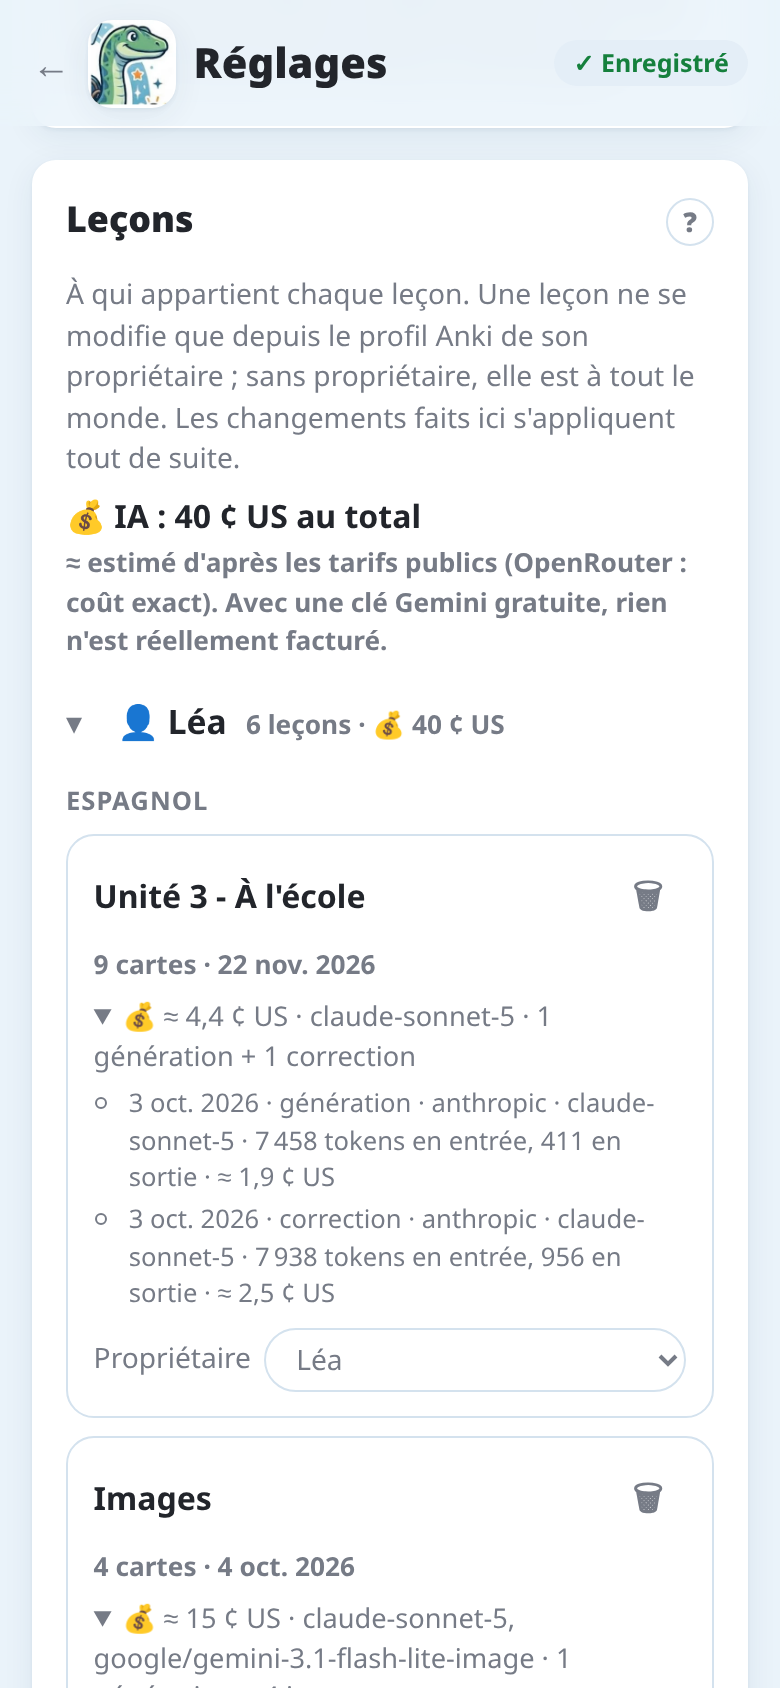 ← Réglages ✓ Enregistré
Leçons ?
À qui appartient chaque leçon. Une leçon ne se
modifie que depuis le profil Anki de son
propriétaire ; sans propriétaire, elle est à tout le
monde. Les changements faits ici s'appliquent
tout de suite.
💰 IA : 40 ¢ US au total
≈ estimé d'après les tarifs publics (OpenRouter :
coût exact). Avec une clé Gemini gratuite, rien
n'est réellement facturé.
▼ 👤 Léa 6 leçons · 💰 40 ¢ US
ESPAGNOL
Unité 3 - À l'école
9 cartes · 22 nov. 2026
▼ 💰 ≈ 4,4 ¢ US · claude-sonnet-5 · 1
génération + 1 correction
3 oct. 2026 · génération · anthropic · claude-
sonnet-5 · 7 458 tokens en entrée, 411 en
sortie · ≈ 1,9 ¢ US
3 oct. 2026 · correction · anthropic · claude-
sonnet-5 · 7 938 tokens en entrée, 956 en
sortie · ≈ 2,5 ¢ US
Propriétaire Léa
Images
4 cartes · 4 oct. 2026
▼ 💰 ≈ 15 ¢ US · claude-sonnet-5,
google/gemini-3.1-flash-lite-image · 1